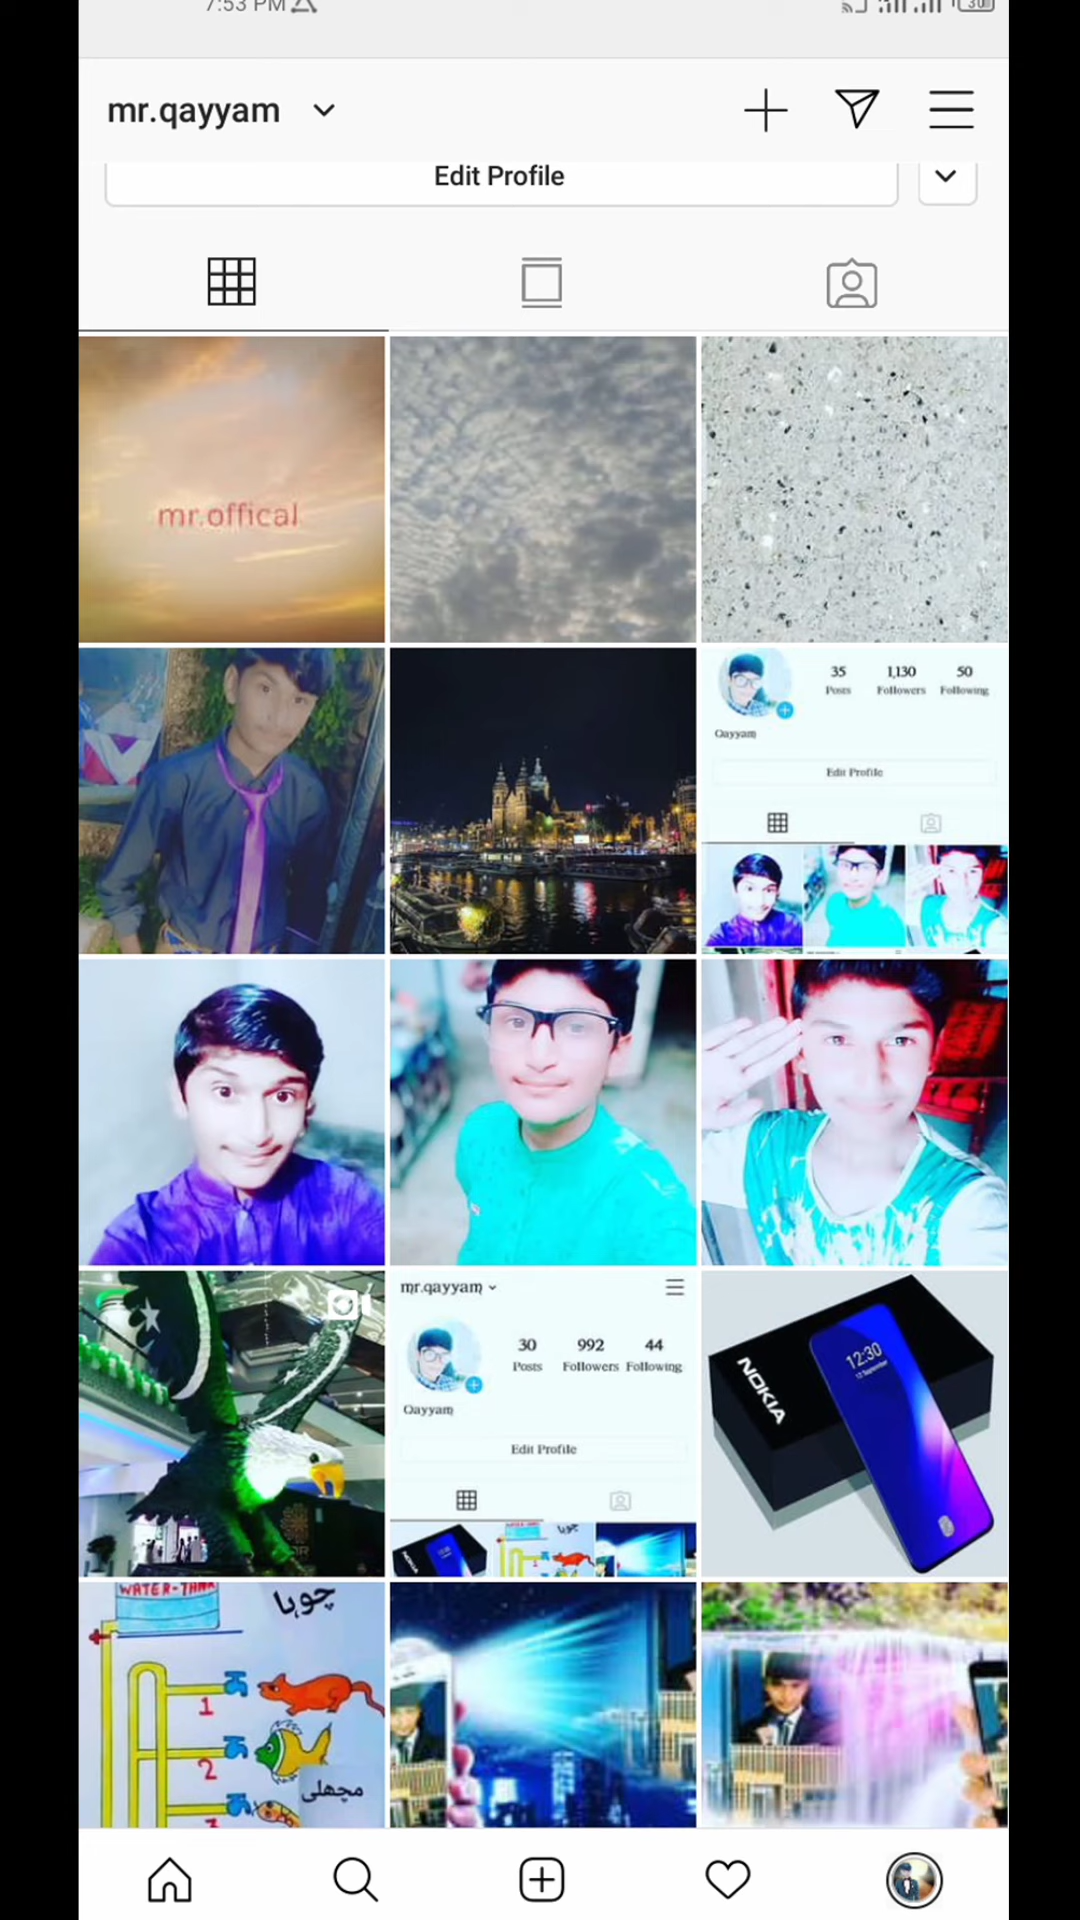 7:53 PM
mr.qayyam
Edit Profile
mr.offical
35 1,130 50
Posts Followers Following
Qayyam
Edit Profile
mr.qayyam
30 992 44
Posts Followers Following
Qayyam
Edit Profile
NOKIA
12:30
WATER-TANK
چوہا
1
2
مچھلی
3